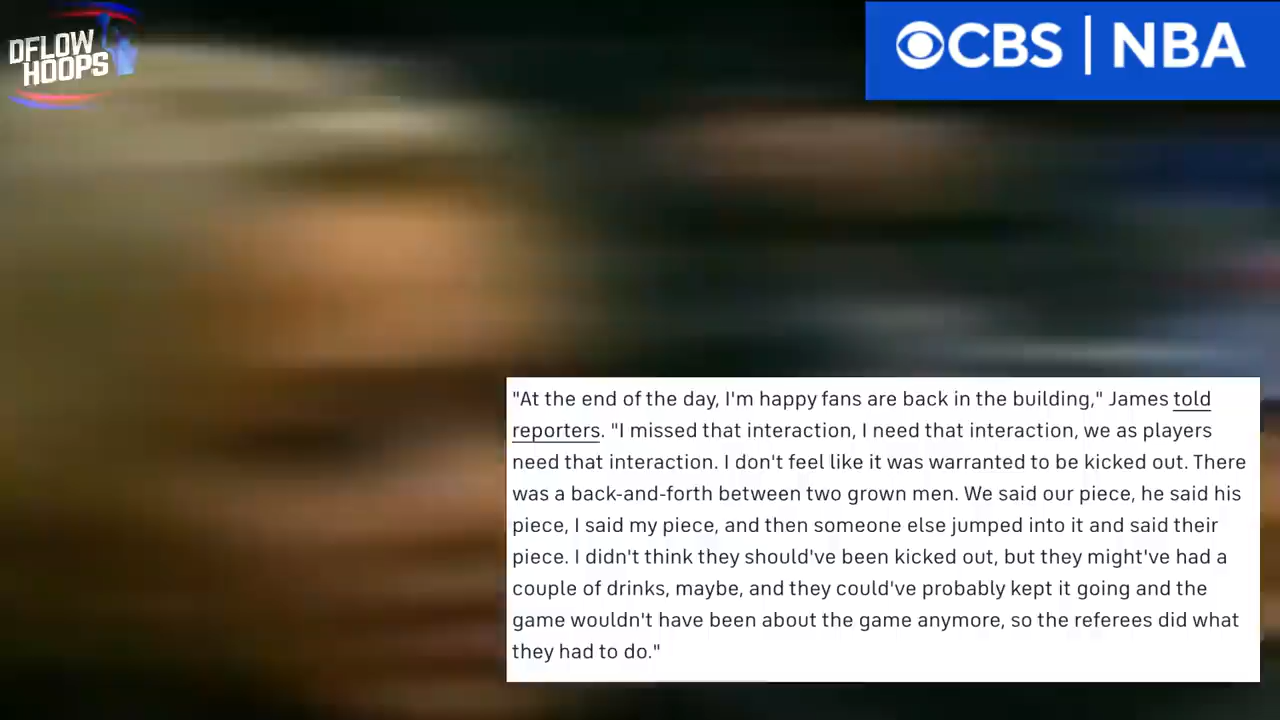 DFLOW
HOOPS
CBS | NBA
"At the end of the day, I'm happy fans are back in the building," James told
reporters. "I missed that interaction, I need that interaction, we as players
need that interaction. I don't feel like it was warranted to be kicked out. There
was a back-and-forth between two grown men. We said our piece, he said his
piece, I said my piece, and then someone else jumped into it and said their
piece. I didn't think they should've been kicked out, but they might've had a
couple of drinks, maybe, and they could've probably kept it going and the
game wouldn't have been about the game anymore, so the referees did what
they had to do."